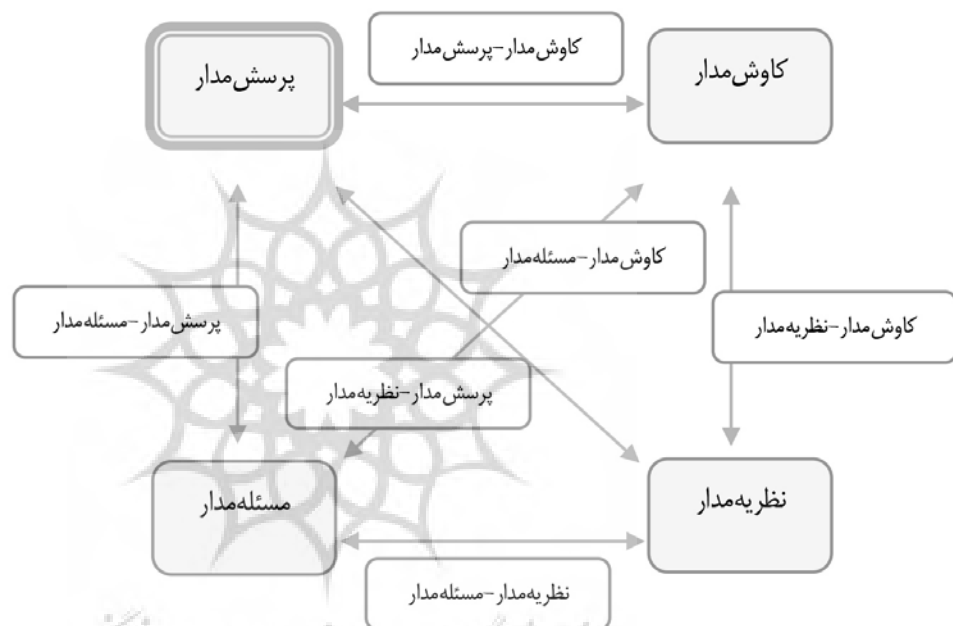 کاوش‌مدار
کاوش‌مدار-پرسش‌مدار
پرسش‌مدار
کاوش‌مدار-مسئله‌مدار
کاوش‌مدار-نظریه‌مدار
پرسش‌مدار-مسئله‌مدار
پرسش‌مدار-نظریه‌مدار
نظریه‌مدار
مسئله‌مدار
نظریه‌مدار-مسئله‌مدار